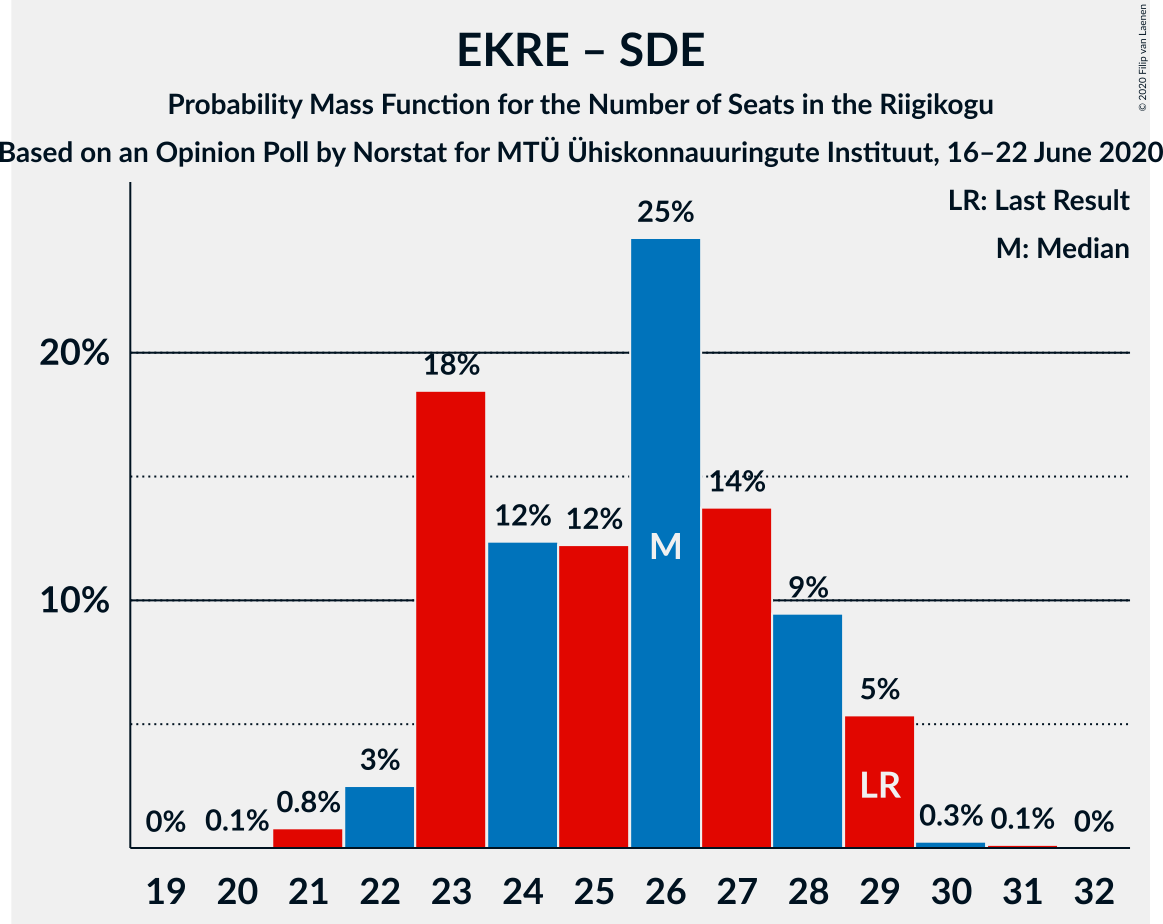 EKRE – SDE
Probability Mass Function for the Number of Seats in the Riigikogu
Based on an Opinion Poll by Norstat for MTÜ Ühiskonnauuringute Instituut, 16–22 June 2020
© 2020 Filip van Laenen
LR: Last Result
M: Median
25%
20%
18%
14%
12%
12%
M
10%
9%
5%
3%
LR
0%
0.1%
0.8%
0.3%
0.1%
0%
19 20 21 22 23 24 25 26 27 28 29 30 31 32